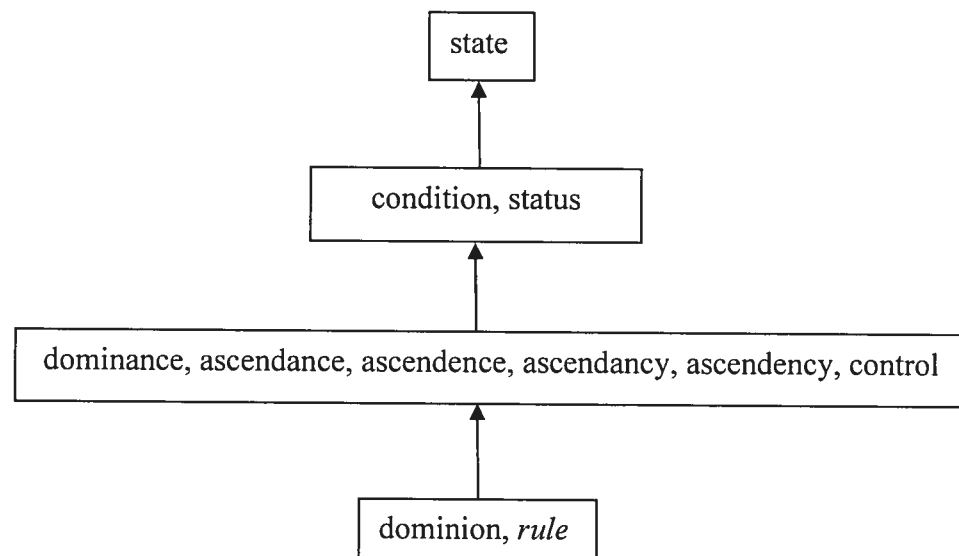 state
condition, status
dominance, ascendance, ascendence, ascendancy, ascendency, control
dominion, rule